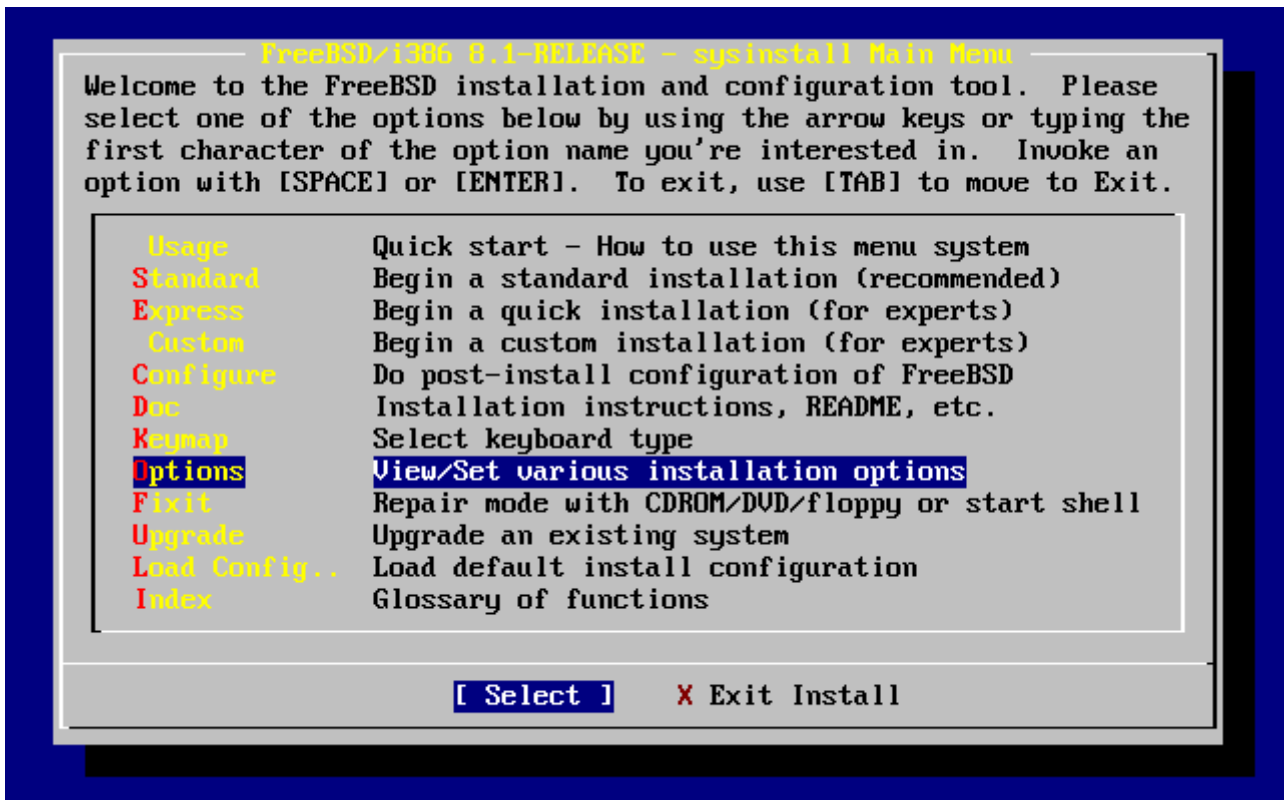 FreeBSD/i386 8.1-RELEASE - sysinstall Main Menu
Welcome to the FreeBSD installation and configuration tool.  Please
select one of the options below by using the arrow keys or typing the
first character of the option name you're interested in.  Invoke an
option with [SPACE] or [ENTER].  To exit, use [TAB] to move to Exit.
Usage Quick start - How to use this menu system
Standard Begin a standard installation (recommended)
Express Begin a quick installation (for experts)
Custom Begin a custom installation (for experts)
Configure Do post-install configuration of FreeBSD
Doc Installation instructions, README, etc.
Keymap Select keyboard type
Options View/Set various installation options
Fixit Repair mode with CDROM/DVD/floppy or start shell
Upgrade Upgrade an existing system
Load Config.. Load default install configuration
Index Glossary of functions
[ Select ] X Exit Install